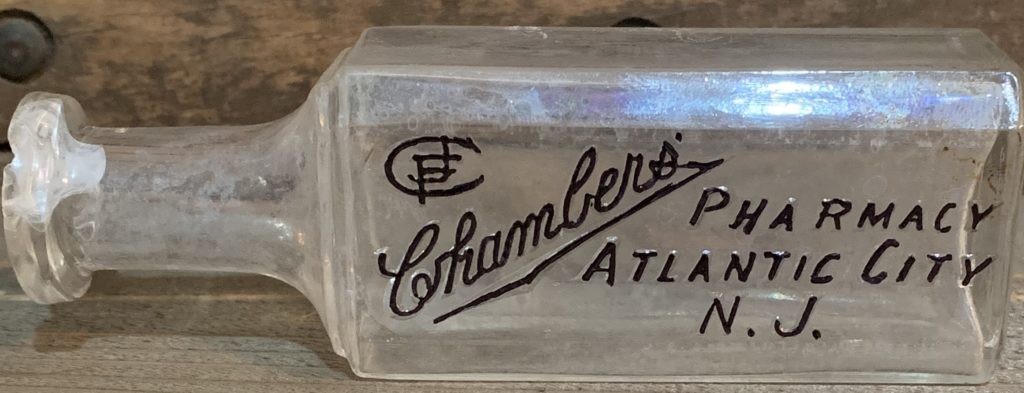 Chambers'
PHARMACY
ATLANTIC CITY
N. J.